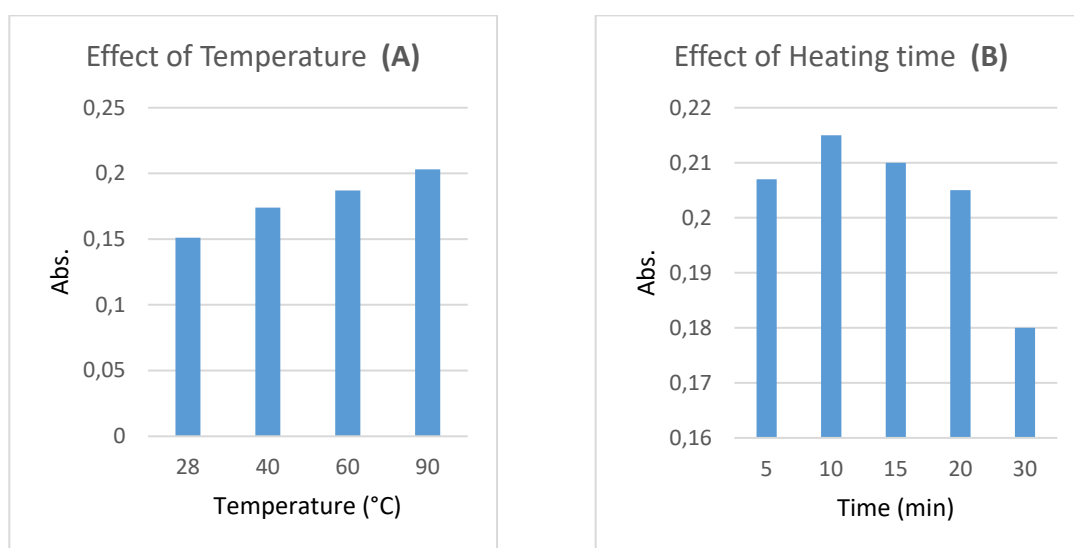 Effect of Temperature (A)
0,25
0,2
0,15
0,1
0,05
0
Abs.
28 40 60 90
Temperature (°C)
Effect of Heating time (B)
0,22
0,21
0,2
0,19
0,18
0,17
0,16
Abs.
5 10 15 20 30
Time (min)